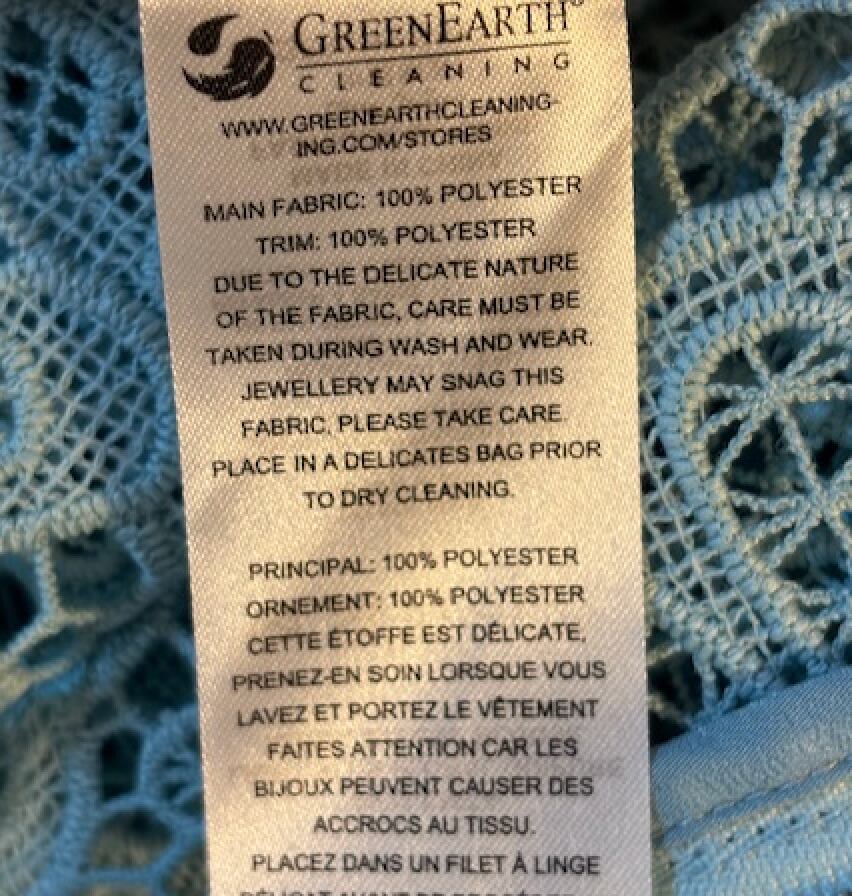 GREENEARTH®
CLEANING
WWW.GREENEARTHCLEANING-
ING.COM/STORES
MAIN FABRIC: 100% POLYESTER
TRIM: 100% POLYESTER
DUE TO THE DELICATE NATURE
OF THE FABRIC, CARE MUST BE
TAKEN DURING WASH AND WEAR.
JEWELLERY MAY SNAG THIS
FABRIC, PLEASE TAKE CARE.
PLACE IN A DELICATES BAG PRIOR
TO DRY CLEANING.
PRINCIPAL: 100% POLYESTER
ORNEMENT: 100% POLYESTER
CETTE ÉTOFFE EST DÉLICATE,
PRENEZ-EN SOIN LORSQUE VOUS
LAVEZ ET PORTEZ LE VÊTEMENT
FAITES ATTENTION CAR LES
BIJOUX PEUVENT CAUSER DES
ACCROCS AU TISSU.
PLACEZ DANS UN FILET À LINGE